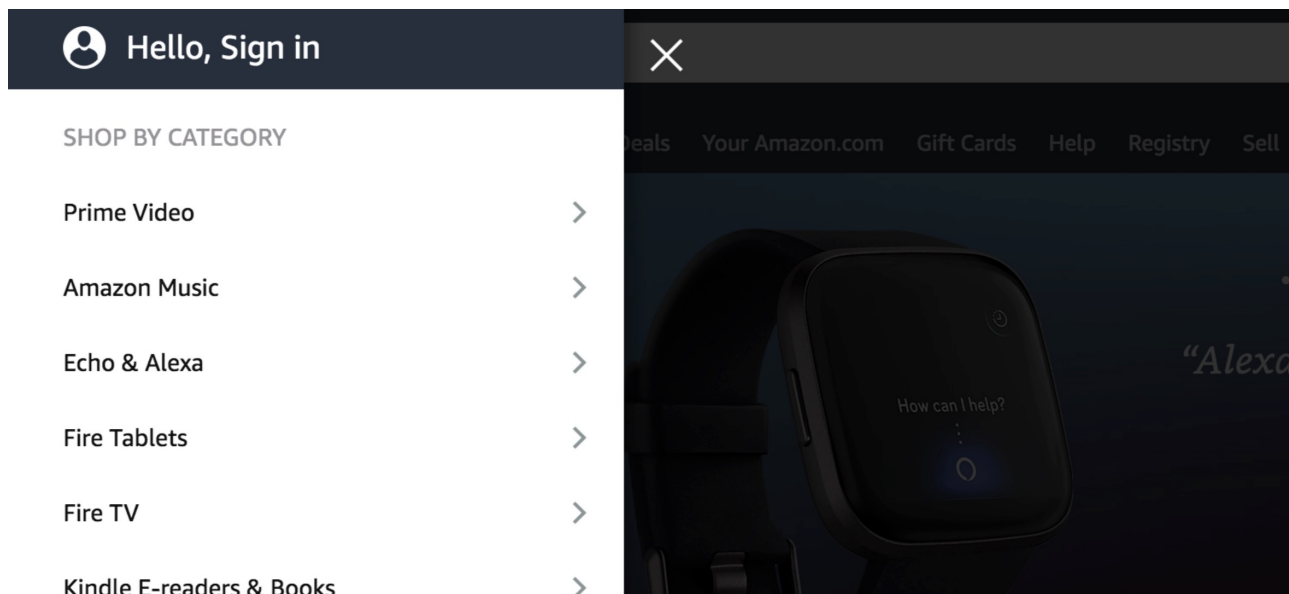 Hello, Sign in
SHOP BY CATEGORY
Prime Video
Amazon Music
Echo & Alexa
Fire Tablets
Fire TV
Kindle E-readers & Books
Deals Your Amazon.com Gift Cards Help Registry Sell
"Alexa
How can I help?